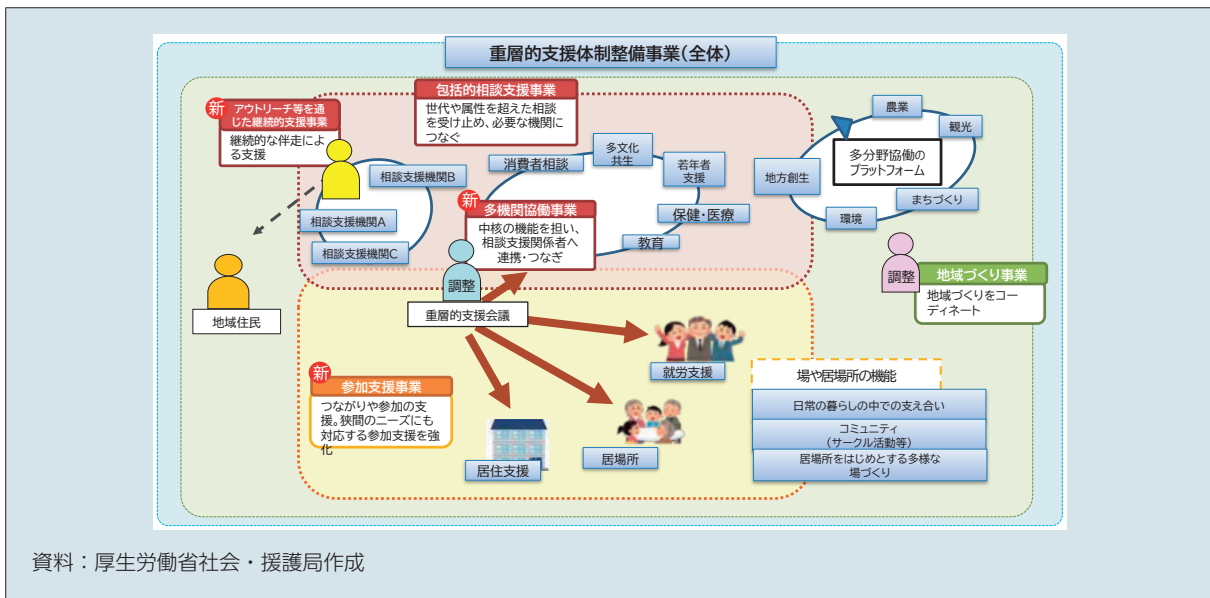 重層的支援体制整備事業(全体)
新
アウトリーチ等を通
じた継続的支援事業
継続的な伴走によ
る支援
包括的相談支援事業
世代や属性を超えた相談
を受け止め、必要な機関に
つなぐ
相談支援機関B
相談支援機関A
相談支援機関C
消費者相談
多文化
共生
若年者
支援
保健・医療
教育
新
多機関協働事業
中核の機能を担い、
相談支援関係者へ
連携・つなぎ
農業
観光
多分野協働の
プラットフォーム
地方創生
まちづくり
環境
調整
地域づくり事業
地域づくりをコー
ディネート
地域住民
調整
重層的支援会議
就労支援
新
参加支援事業
つながりや参加の支
援。狭間のニーズにも
対応する参加支援を強
化
居住支援
居場所
場や居場所の機能
日常の暮らしの中での支え合い
コミュニティ
(サークル活動等)
居場所をはじめとする多様な
場づくり
資料:厚生労働省社会・援護局作成